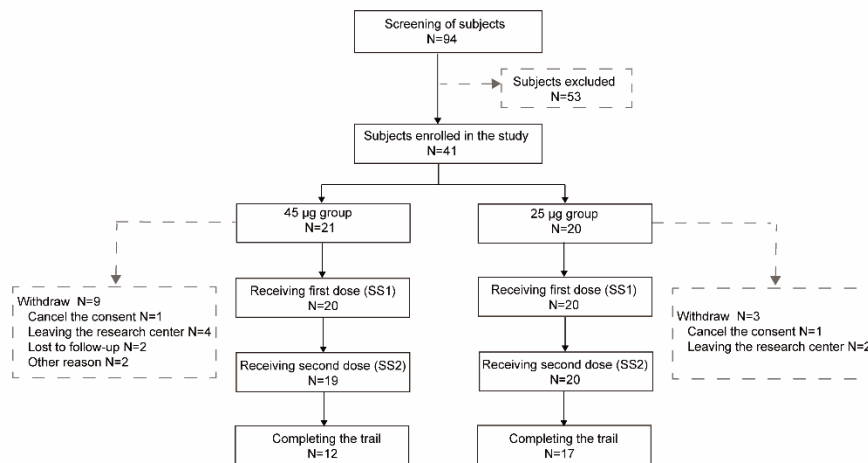 Screening of subjects
N=94
Subjects excluded
N=53
Subjects enrolled in the study
N=41
45 µg group
N=21
25 µg group
N=20
Withdraw N=9
Cancel the consent N=1
Leaving the research center N=4
Lost to follow-up N=2
Other reason N=2
Receiving first dose (SS1)
N=20
Receiving first dose (SS1)
N=20
Withdraw N=3
Cancel the consent N=1
Leaving the research center N=2
Receiving second dose (SS2)
N=19
Receiving second dose (SS2)
N=20
Completing the trail
N=12
Completing the trail
N=17